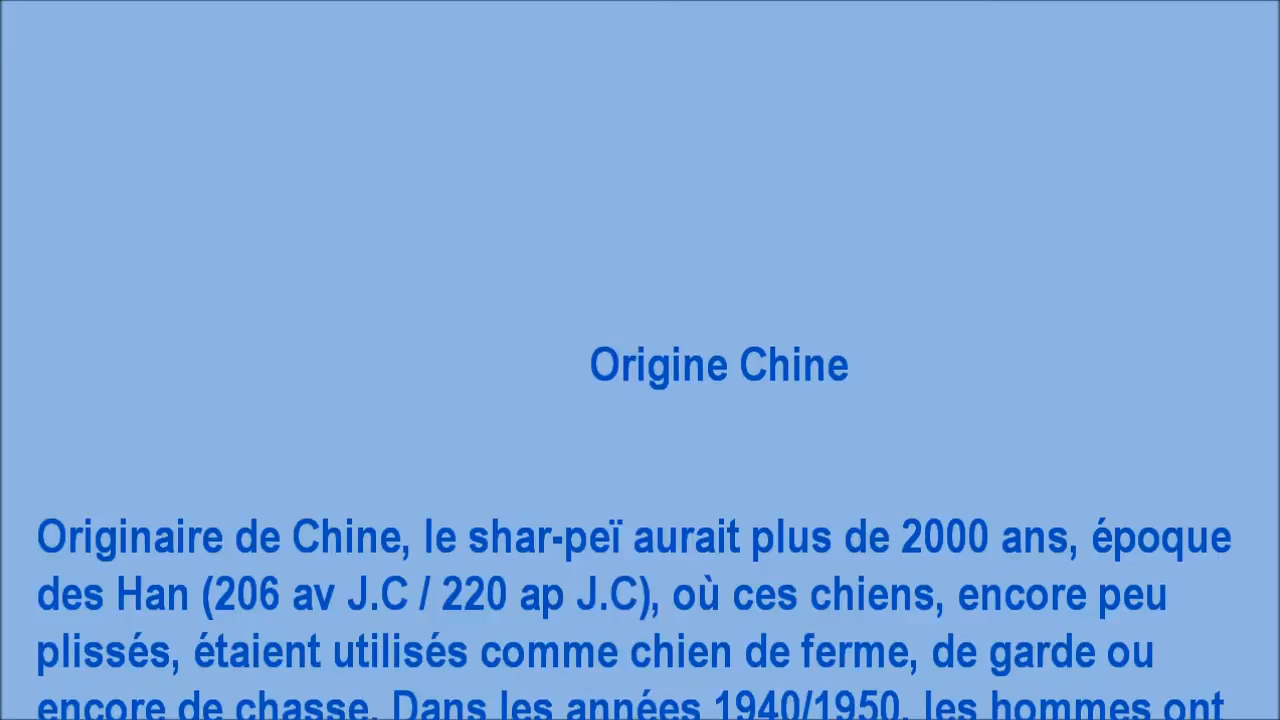 Origine Chine
Originaire de Chine, le shar-peï aurait plus de 2000 ans, époque
des Han (206 av J.C / 220 ap J.C), où ces chiens, encore peu
plissés, étaient utilisés comme chien de ferme, de garde ou
encore de chasse. Dans les années 1940/1950, les hommes ont